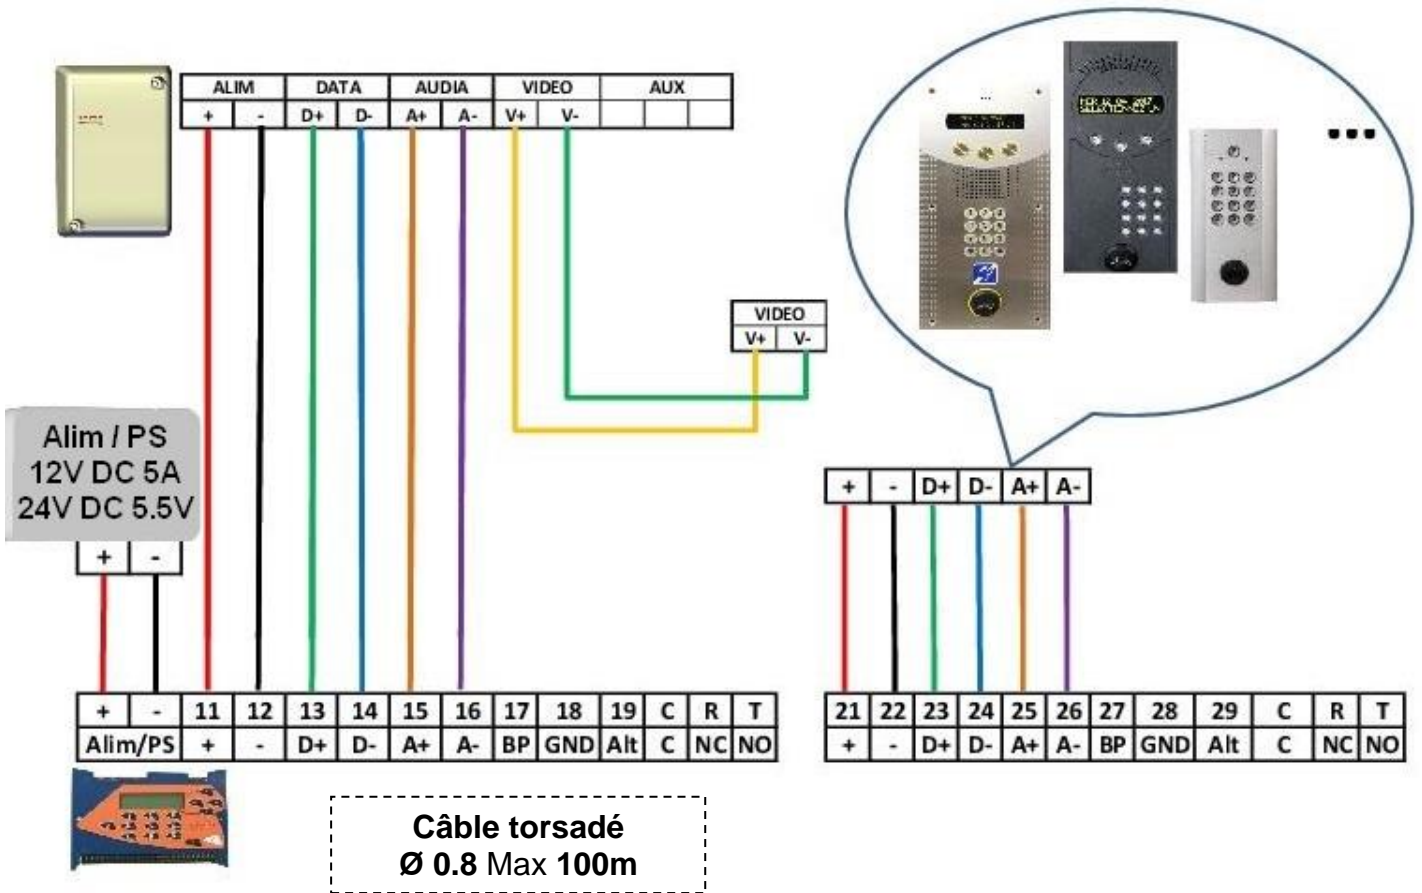 ALIM DATA AUDIA VIDEO AUX
+ - D+ D- A+ A- V+ V-
VIDEO
V+ V-
Alim / PS
12V DC 5A
24V DC 5.5V
+ -
+ - D+ D- A+ A-
+ - 11 12 13 14 15 16 17 18 19 C R T
Alim/PS + - D+ D- A+ A- BP GND Alt C NC NO
21 22 23 24 25 26 27 28 29 C R T
+ - D+ D- A+ A- BP GND Alt C NC NO
Câble torsadé
Ø 0.8 Max 100m